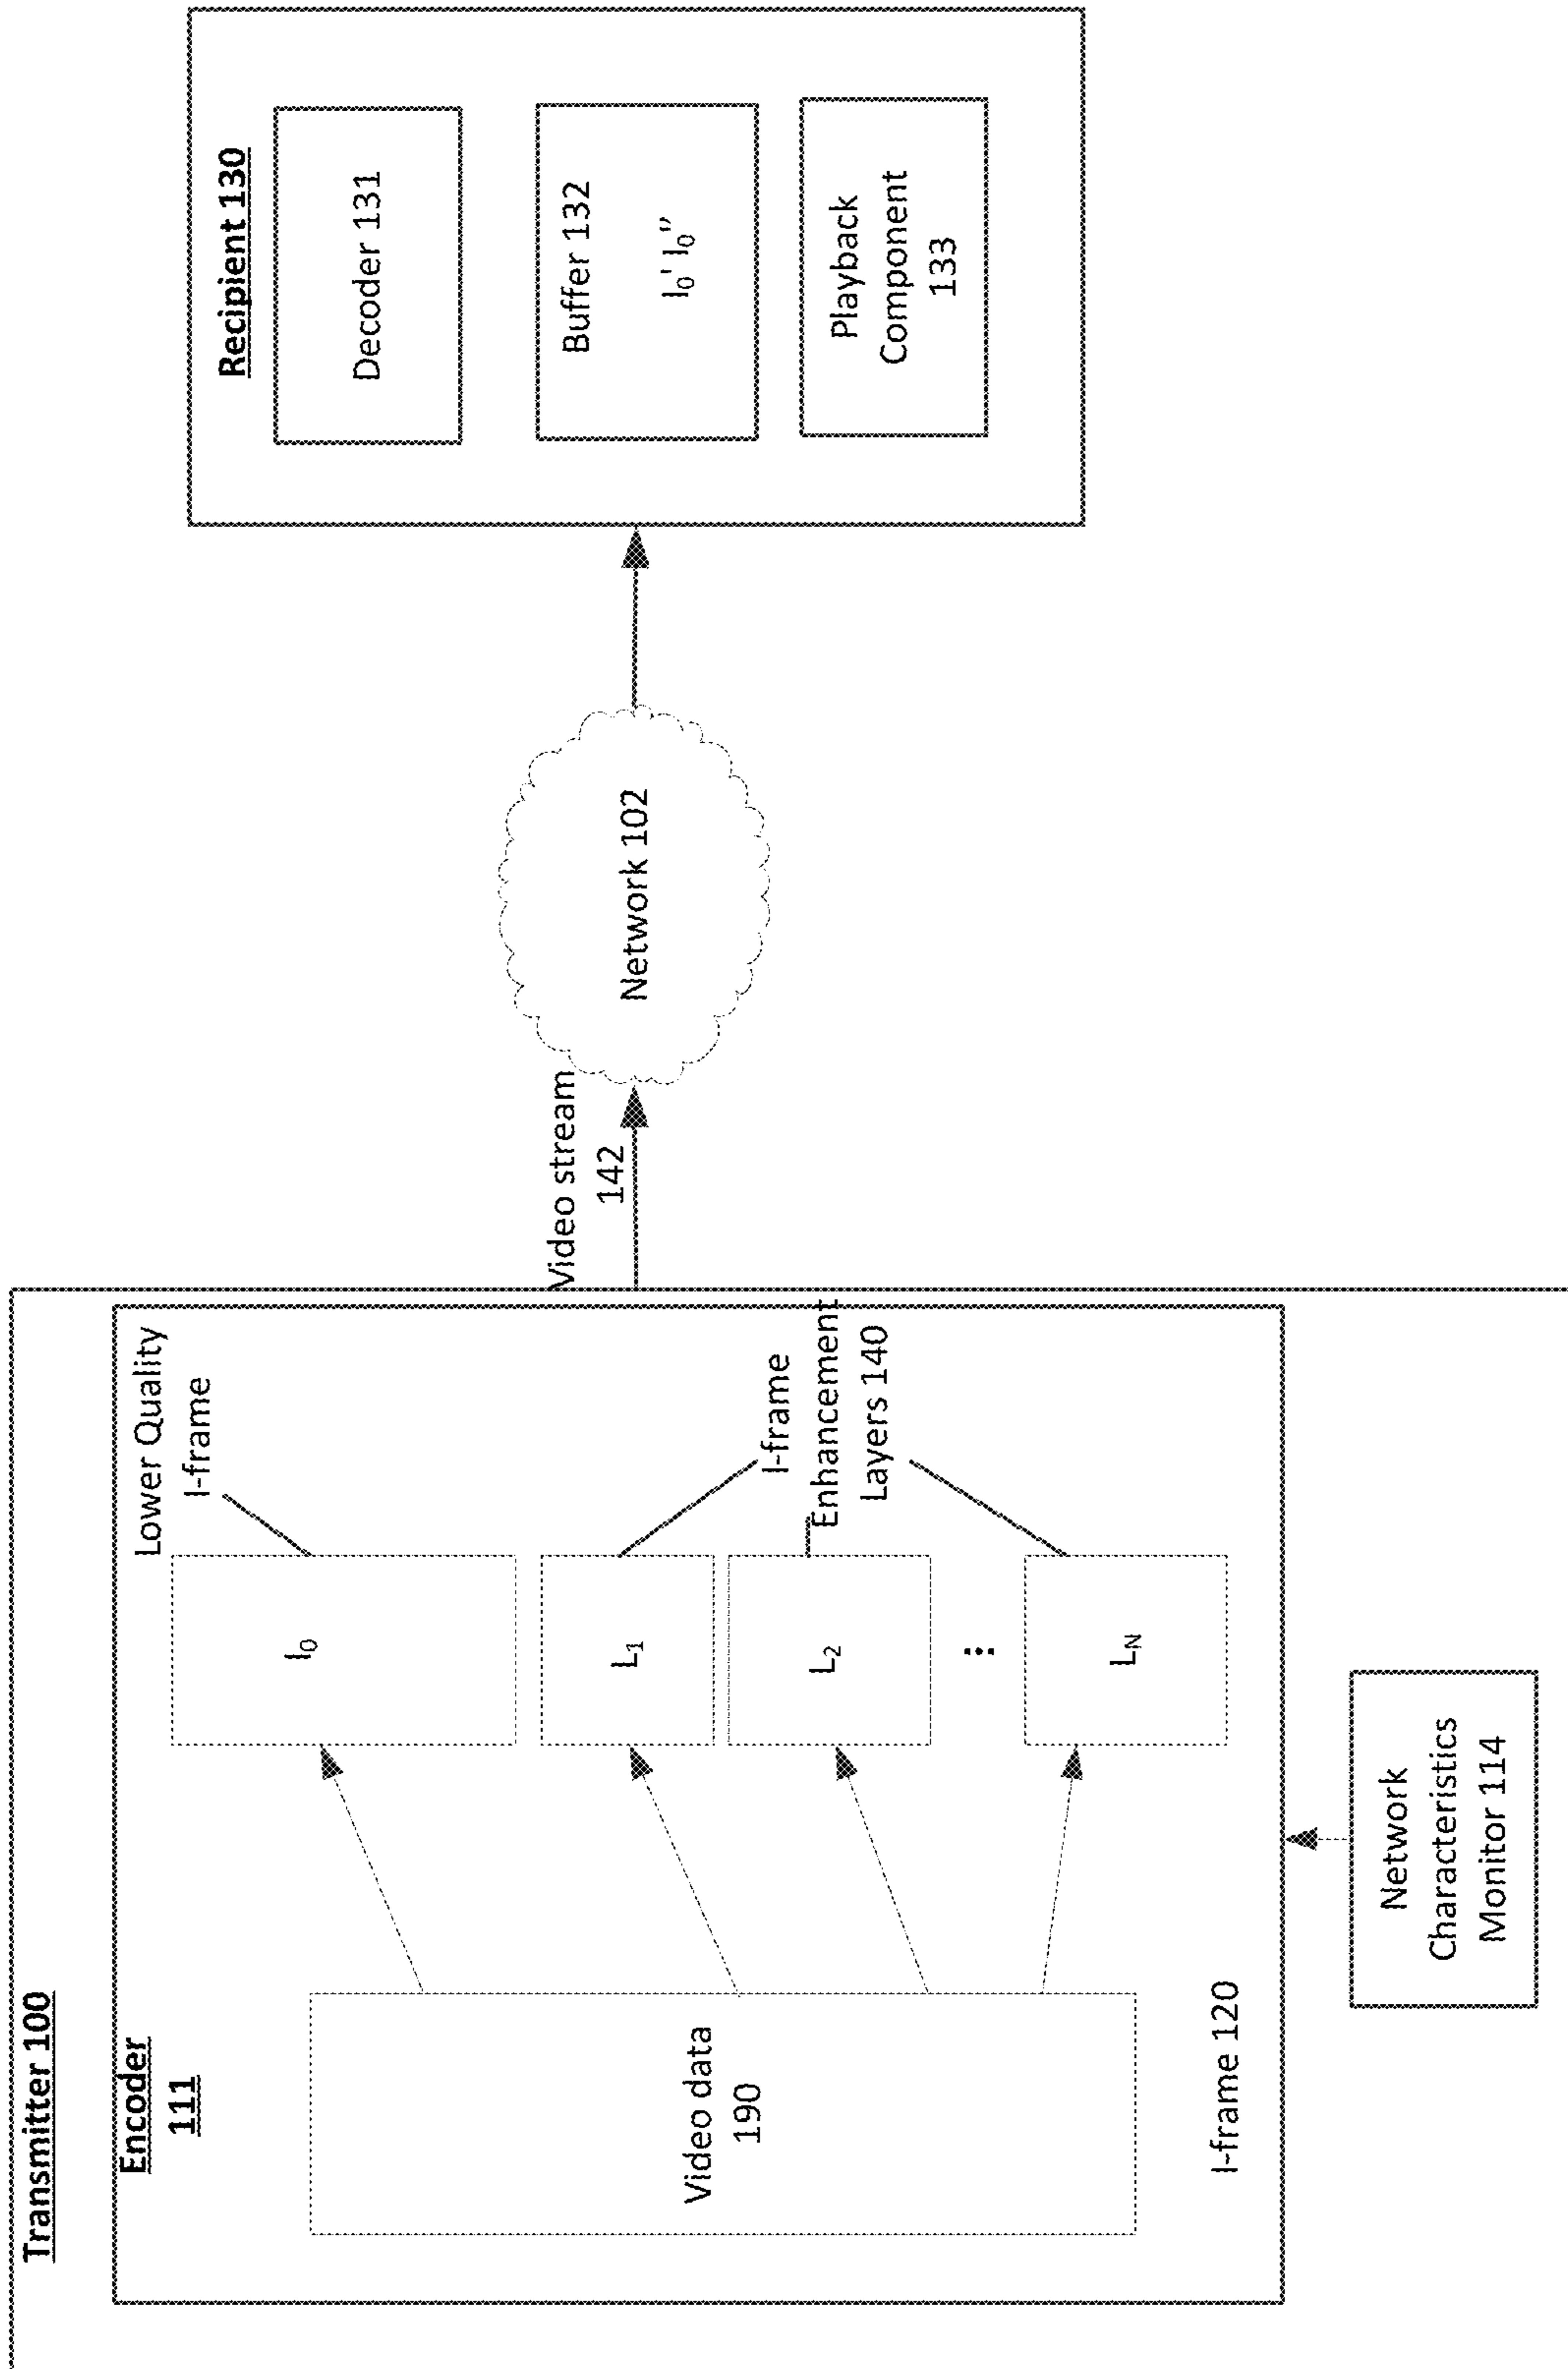 Transmitter 100
Encoder
111
Video data
190
I-frame 120
Lower Quality
I-frame
I₀
L₁
L₂
⋮
L_N
I-frame
Enhancement
Layers 140
Network
Characteristics
Monitor 114
Video stream
142
Network 102
Recipient 130
Decoder 131
Buffer 132
I₀' I₀''
Playback
Component
133